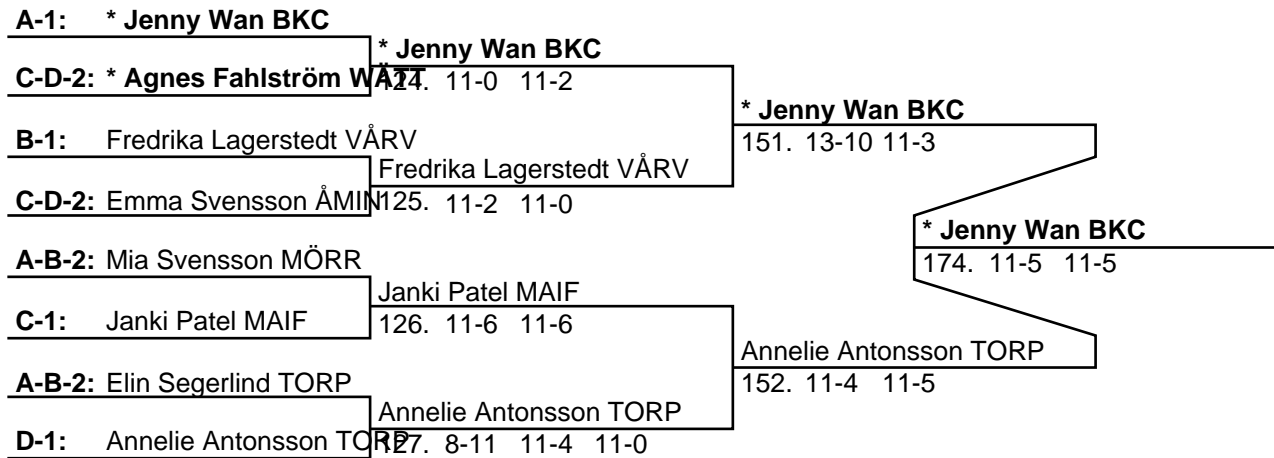 A-1: * Jenny Wan BKC
* Jenny Wan BKC
C-D-2: * Agnes Fahlström WÄTT
124. 11-0 11-2
* Jenny Wan BKC
B-1: Fredrika Lagerstedt VÅRV
151. 13-10 11-3
Fredrika Lagerstedt VÅRV
C-D-2: Emma Svensson ÅMIN
125. 11-2 11-0
* Jenny Wan BKC
A-B-2: Mia Svensson MÖRR
174. 11-5 11-5
Janki Patel MAIF
C-1: Janki Patel MAIF
126. 11-6 11-6
Annelie Antonsson TORP
A-B-2: Elin Segerlind TORP
152. 11-4 11-5
Annelie Antonsson TORP
D-1: Annelie Antonsson TORP
127. 8-11 11-4 11-0